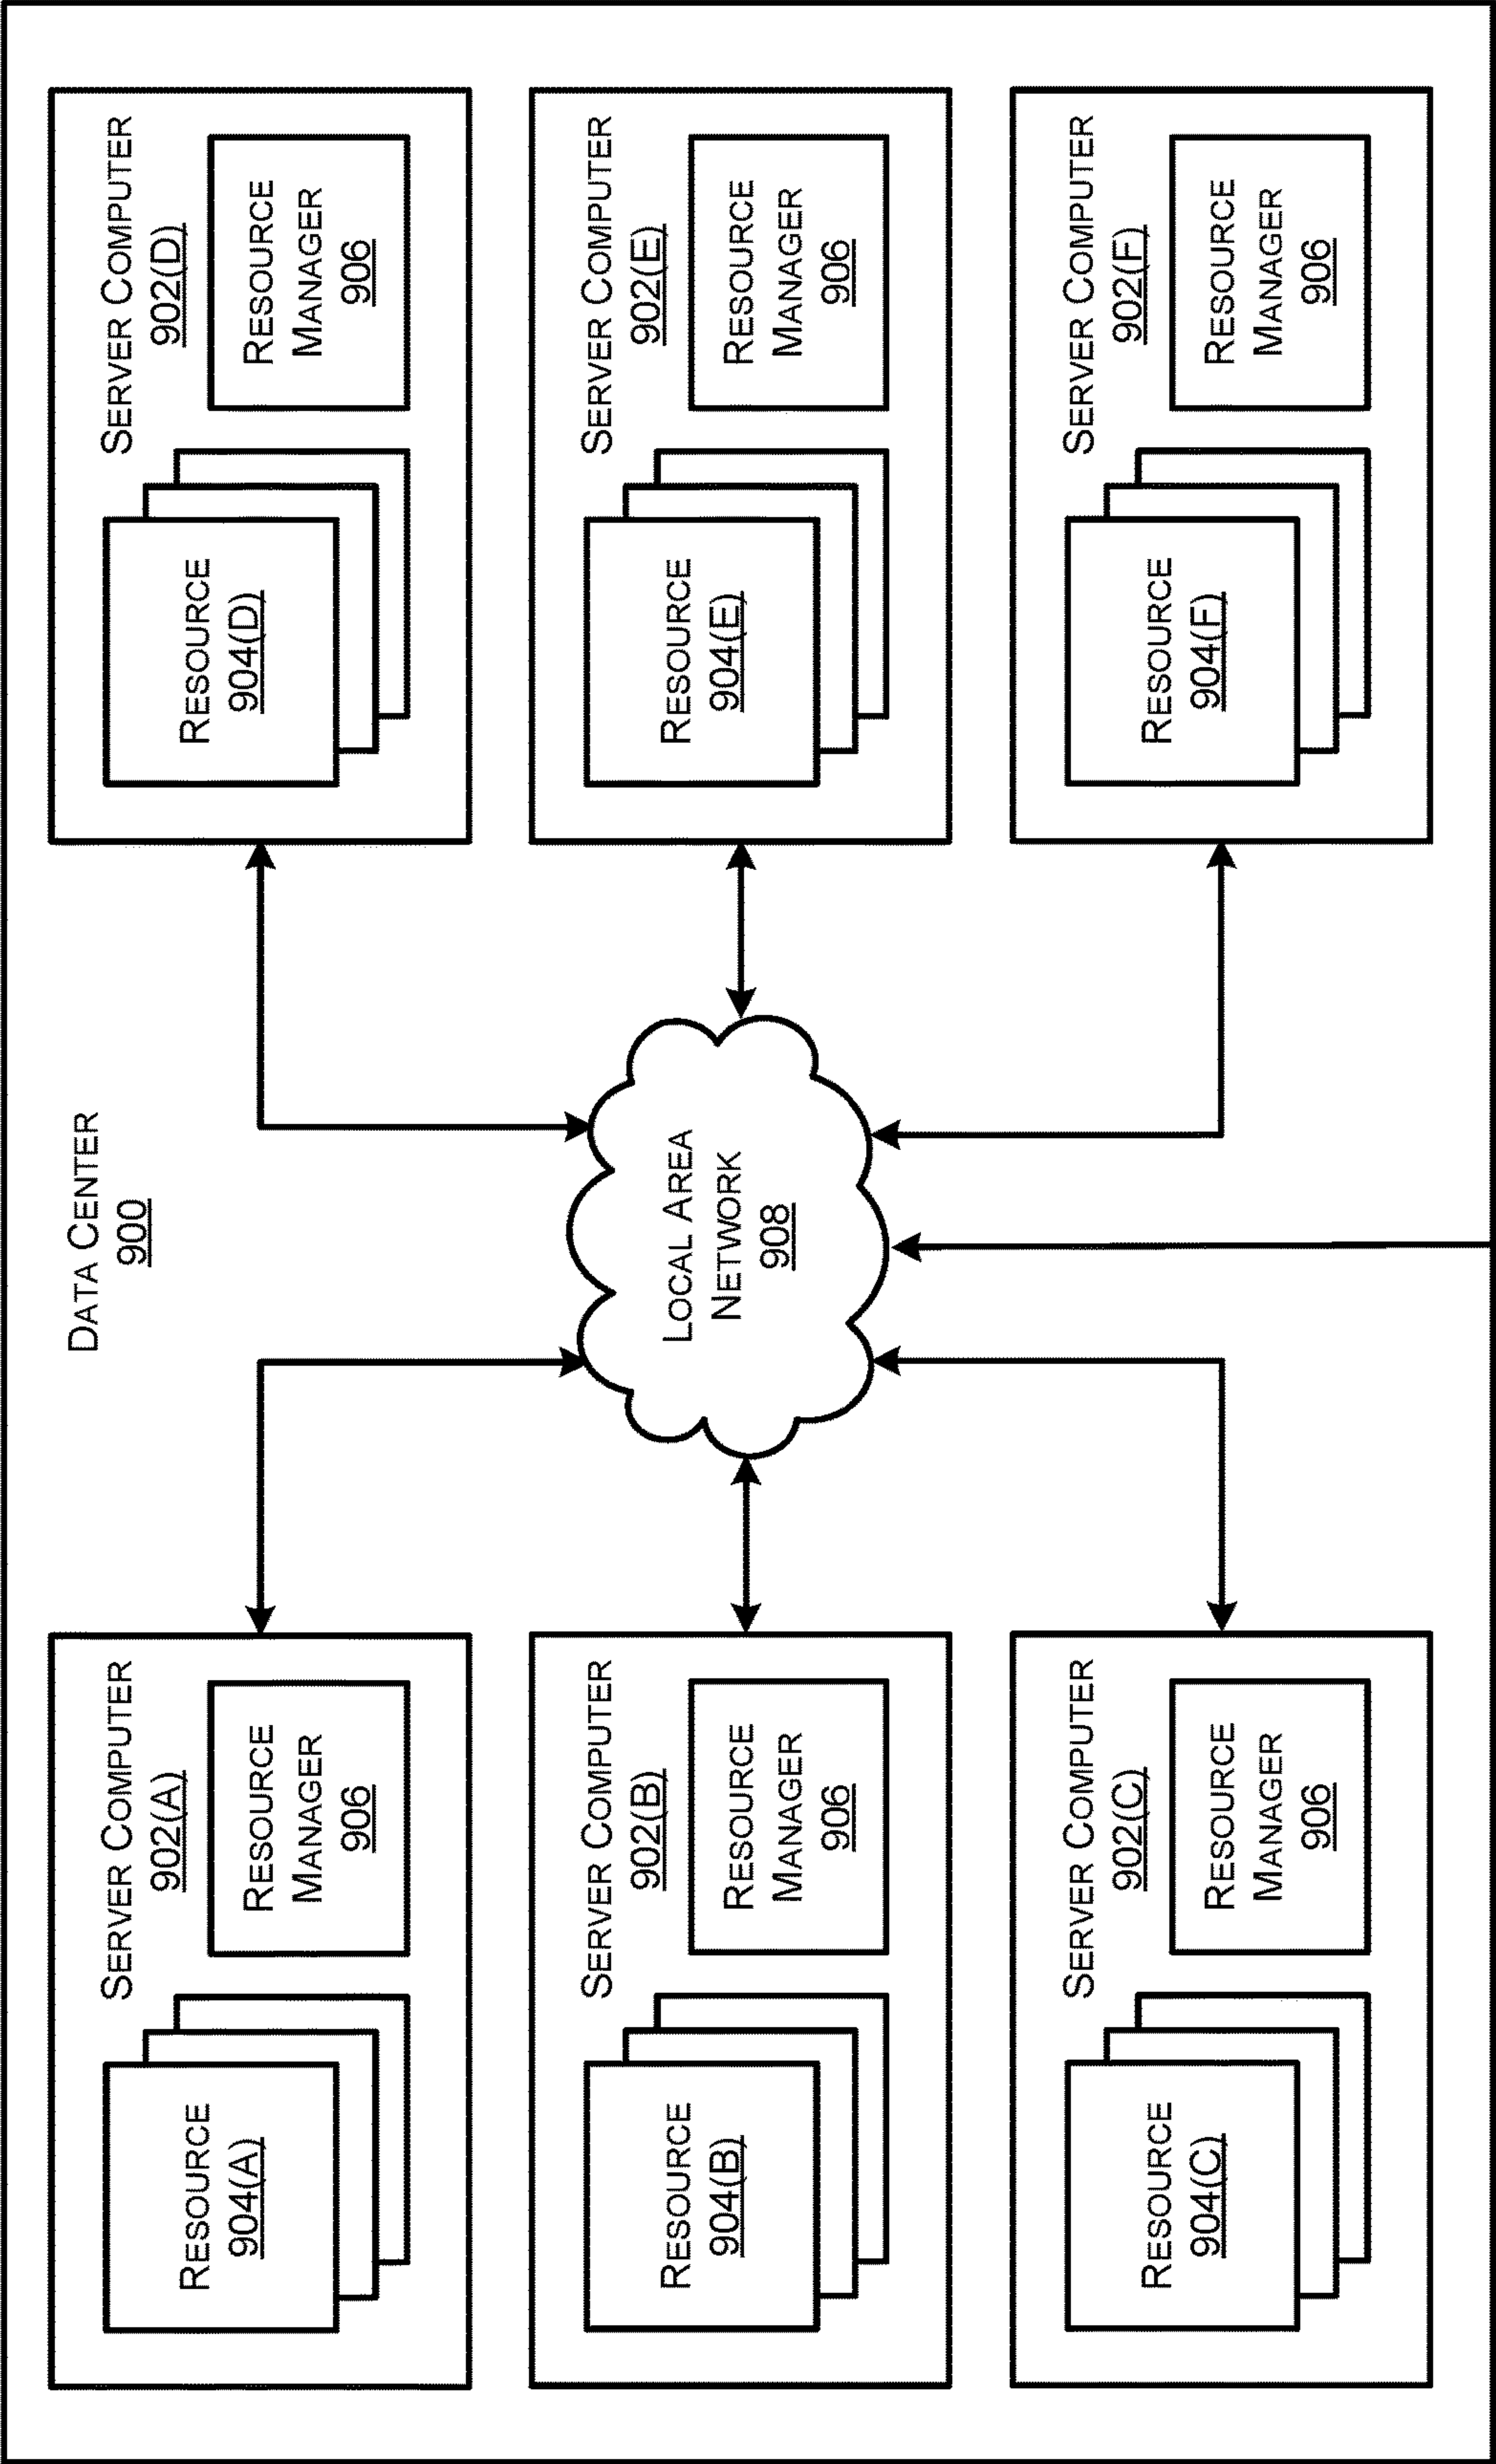 DATA CENTER
900
SERVER COMPUTER
902(A)
RESOURCE
904(A)
RESOURCE
MANAGER
906
SERVER COMPUTER
902(B)
RESOURCE
904(B)
RESOURCE
MANAGER
906
SERVER COMPUTER
902(C)
RESOURCE
904(C)
RESOURCE
MANAGER
906
LOCAL AREA
NETWORK
908
SERVER COMPUTER
902(D)
RESOURCE
904(D)
RESOURCE
MANAGER
906
SERVER COMPUTER
902(E)
RESOURCE
904(E)
RESOURCE
MANAGER
906
SERVER COMPUTER
902(F)
RESOURCE
904(F)
RESOURCE
MANAGER
906